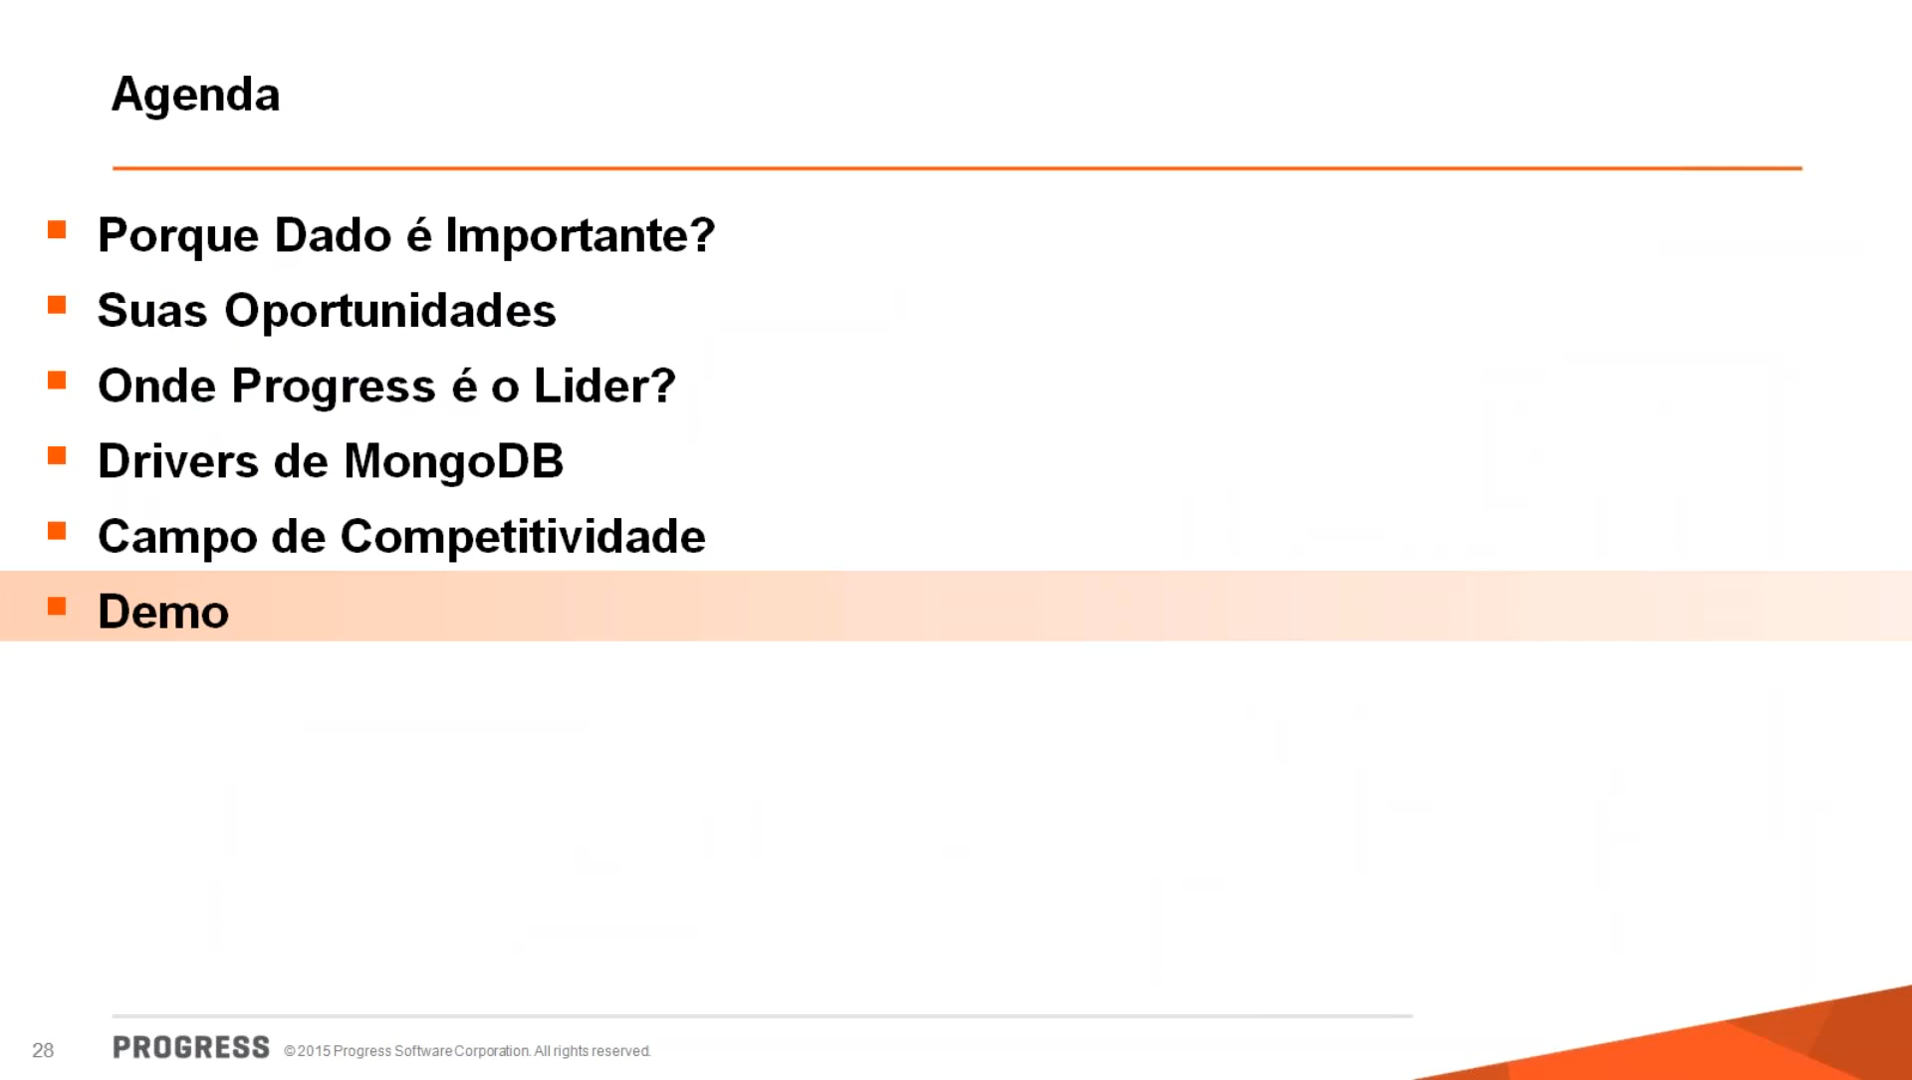 Agenda
Porque Dado é Importante?
Suas Oportunidades
Onde Progress é o Lider?
Drivers de MongoDB
Campo de Competitividade
Demo
28 PROGRESS © 2015 Progress Software Corporation. All rights reserved.